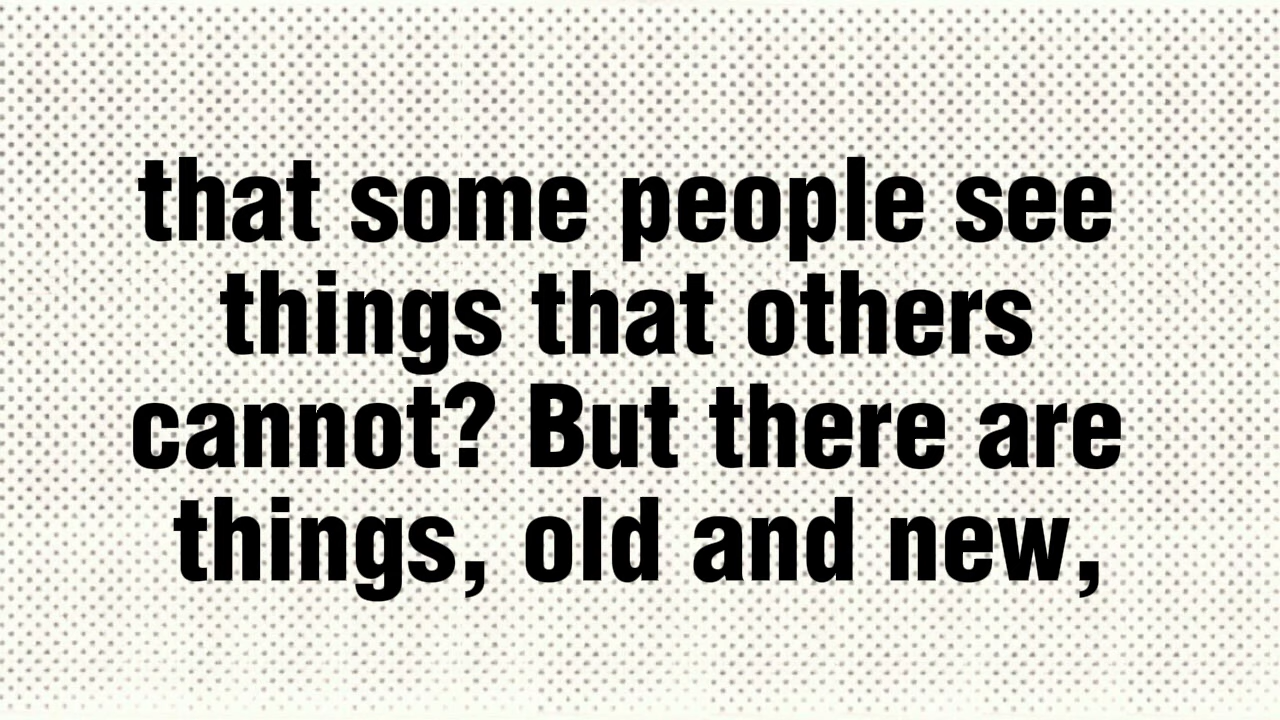 that some people see
things that others
cannot? But there are
things, old and new,